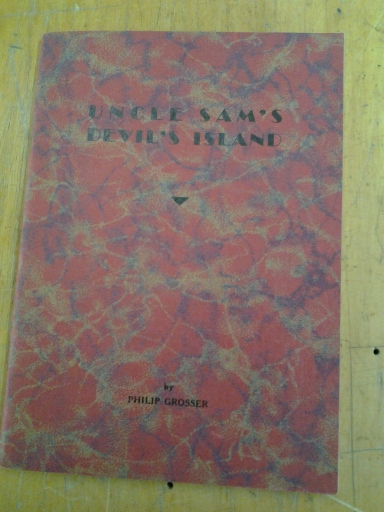 UNCLE SAM'S
DEVIL'S ISLAND
by
PHILIP GROSSER